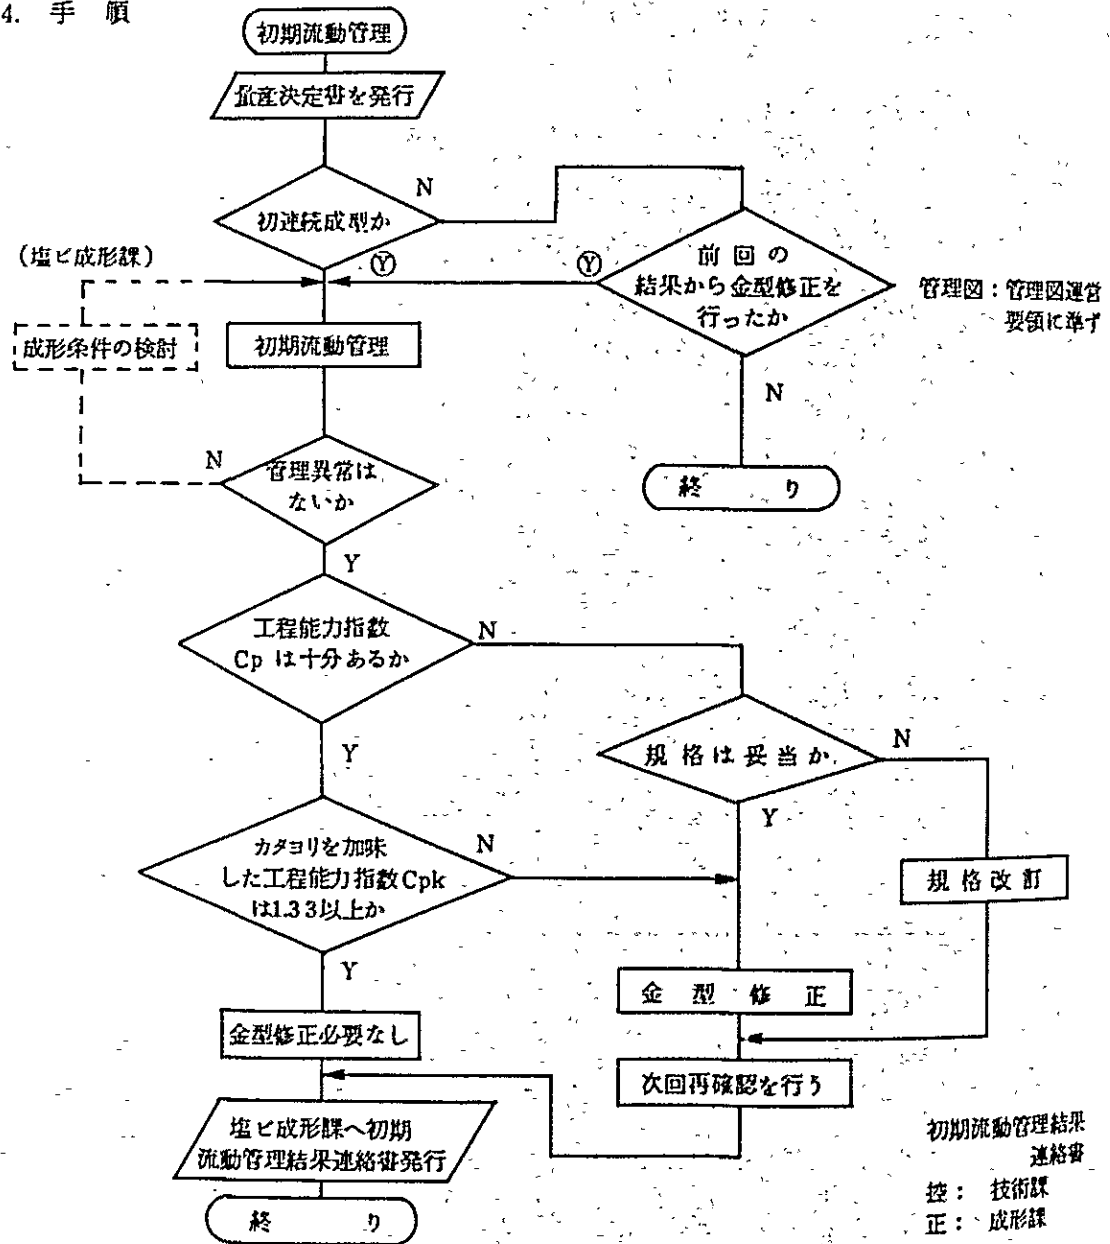 4. 手 順
初期流動管理
量産決定書を発行
初連続成型か
N
Ⓨ
Ⓨ
前回の
結果から金型修正を
行ったか
N
終 り
管理図：管理図運営
要領に準ず
（塩ビ成形課）
成形条件の検討
初期流動管理
管理異常は
ないか
N
Y
工程能力指数
Cp は十分あるか
N
Y
規格は妥当か
N
Y
カタヨリを加味
した工程能力指数Cpk
は1.33以上か
N
Y
規格改訂
金型修正
金型修正必要なし
次回再確認を行う
塩ビ成形課へ初期
流動管理結果連絡書発行
終 り
初期流動管理結果
連絡書
控： 技術課
正： 成形課